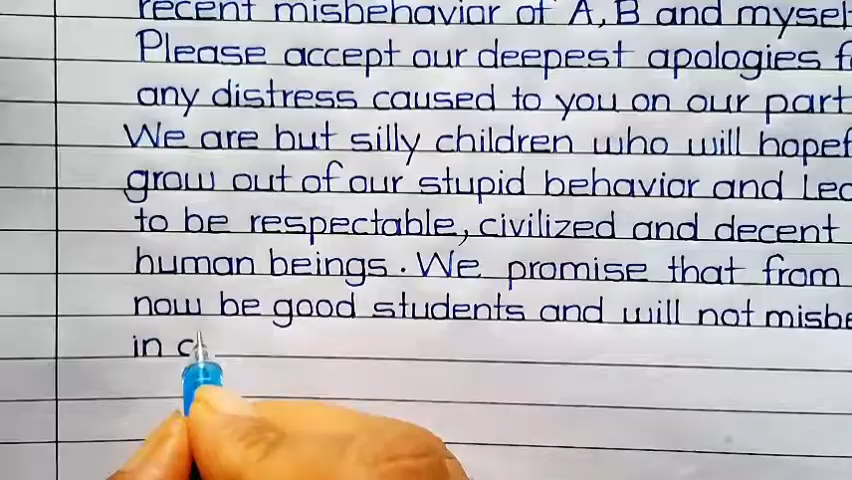 recent misbehavior of A, B and mysel
Please accept our deepest apologies f
any distress caused to you on our part
We are but silly children who will hopef
grow out of our stupid behavior and Lea
to be respectable, civilized and decent
human beings. We promise that from
now be good students and will not misbe
in c